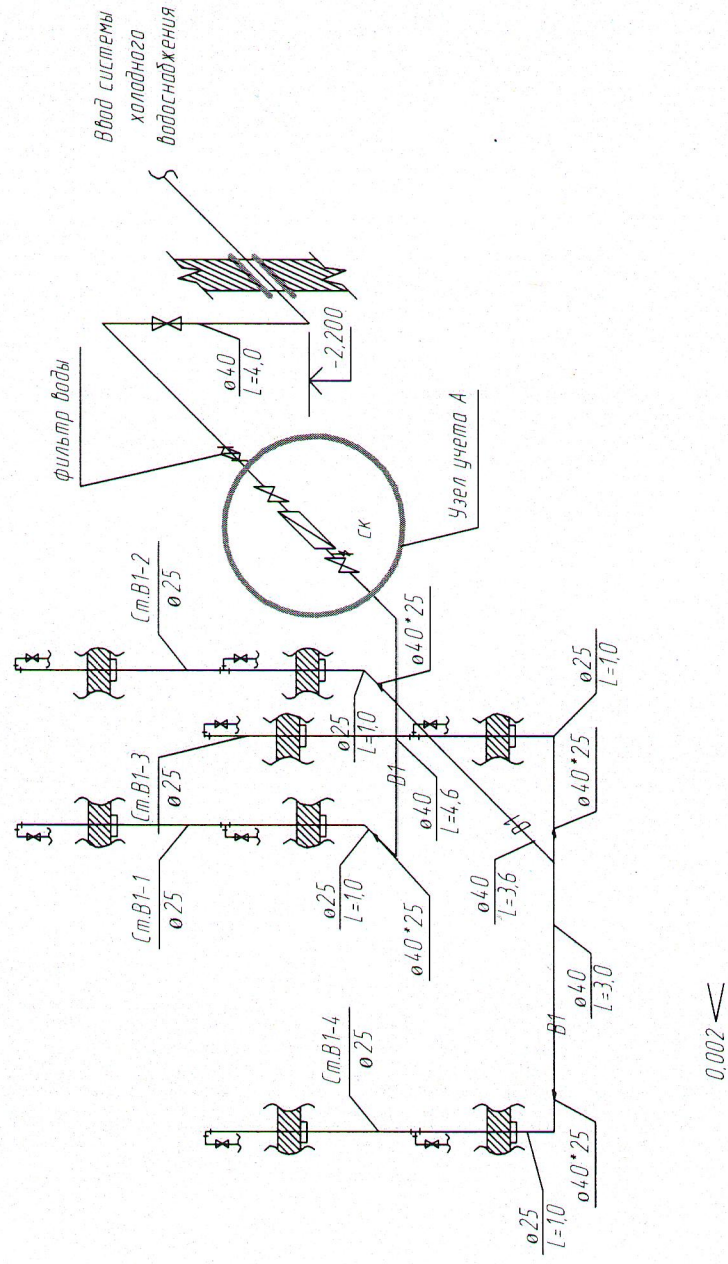 Ввод системы
холодного
водоснабжения
фильтр воды
ø40
L=4,0
-2,200
Узел учета А
СК
Ст.В1-2
ø25
ø40*25
Ст.В1-3
ø25
ø25
L=1,0
В1
ø40
L=4,6
ø25
L=1,0
Ст.В1-1
ø25
ø25
L=1,0
ø40*25
ø40*25
В1
ø40
L=3,6
Ст.В1-4
ø25
В1
ø40
L=3,0
ø25
L=1,0
ø40*25
0,002